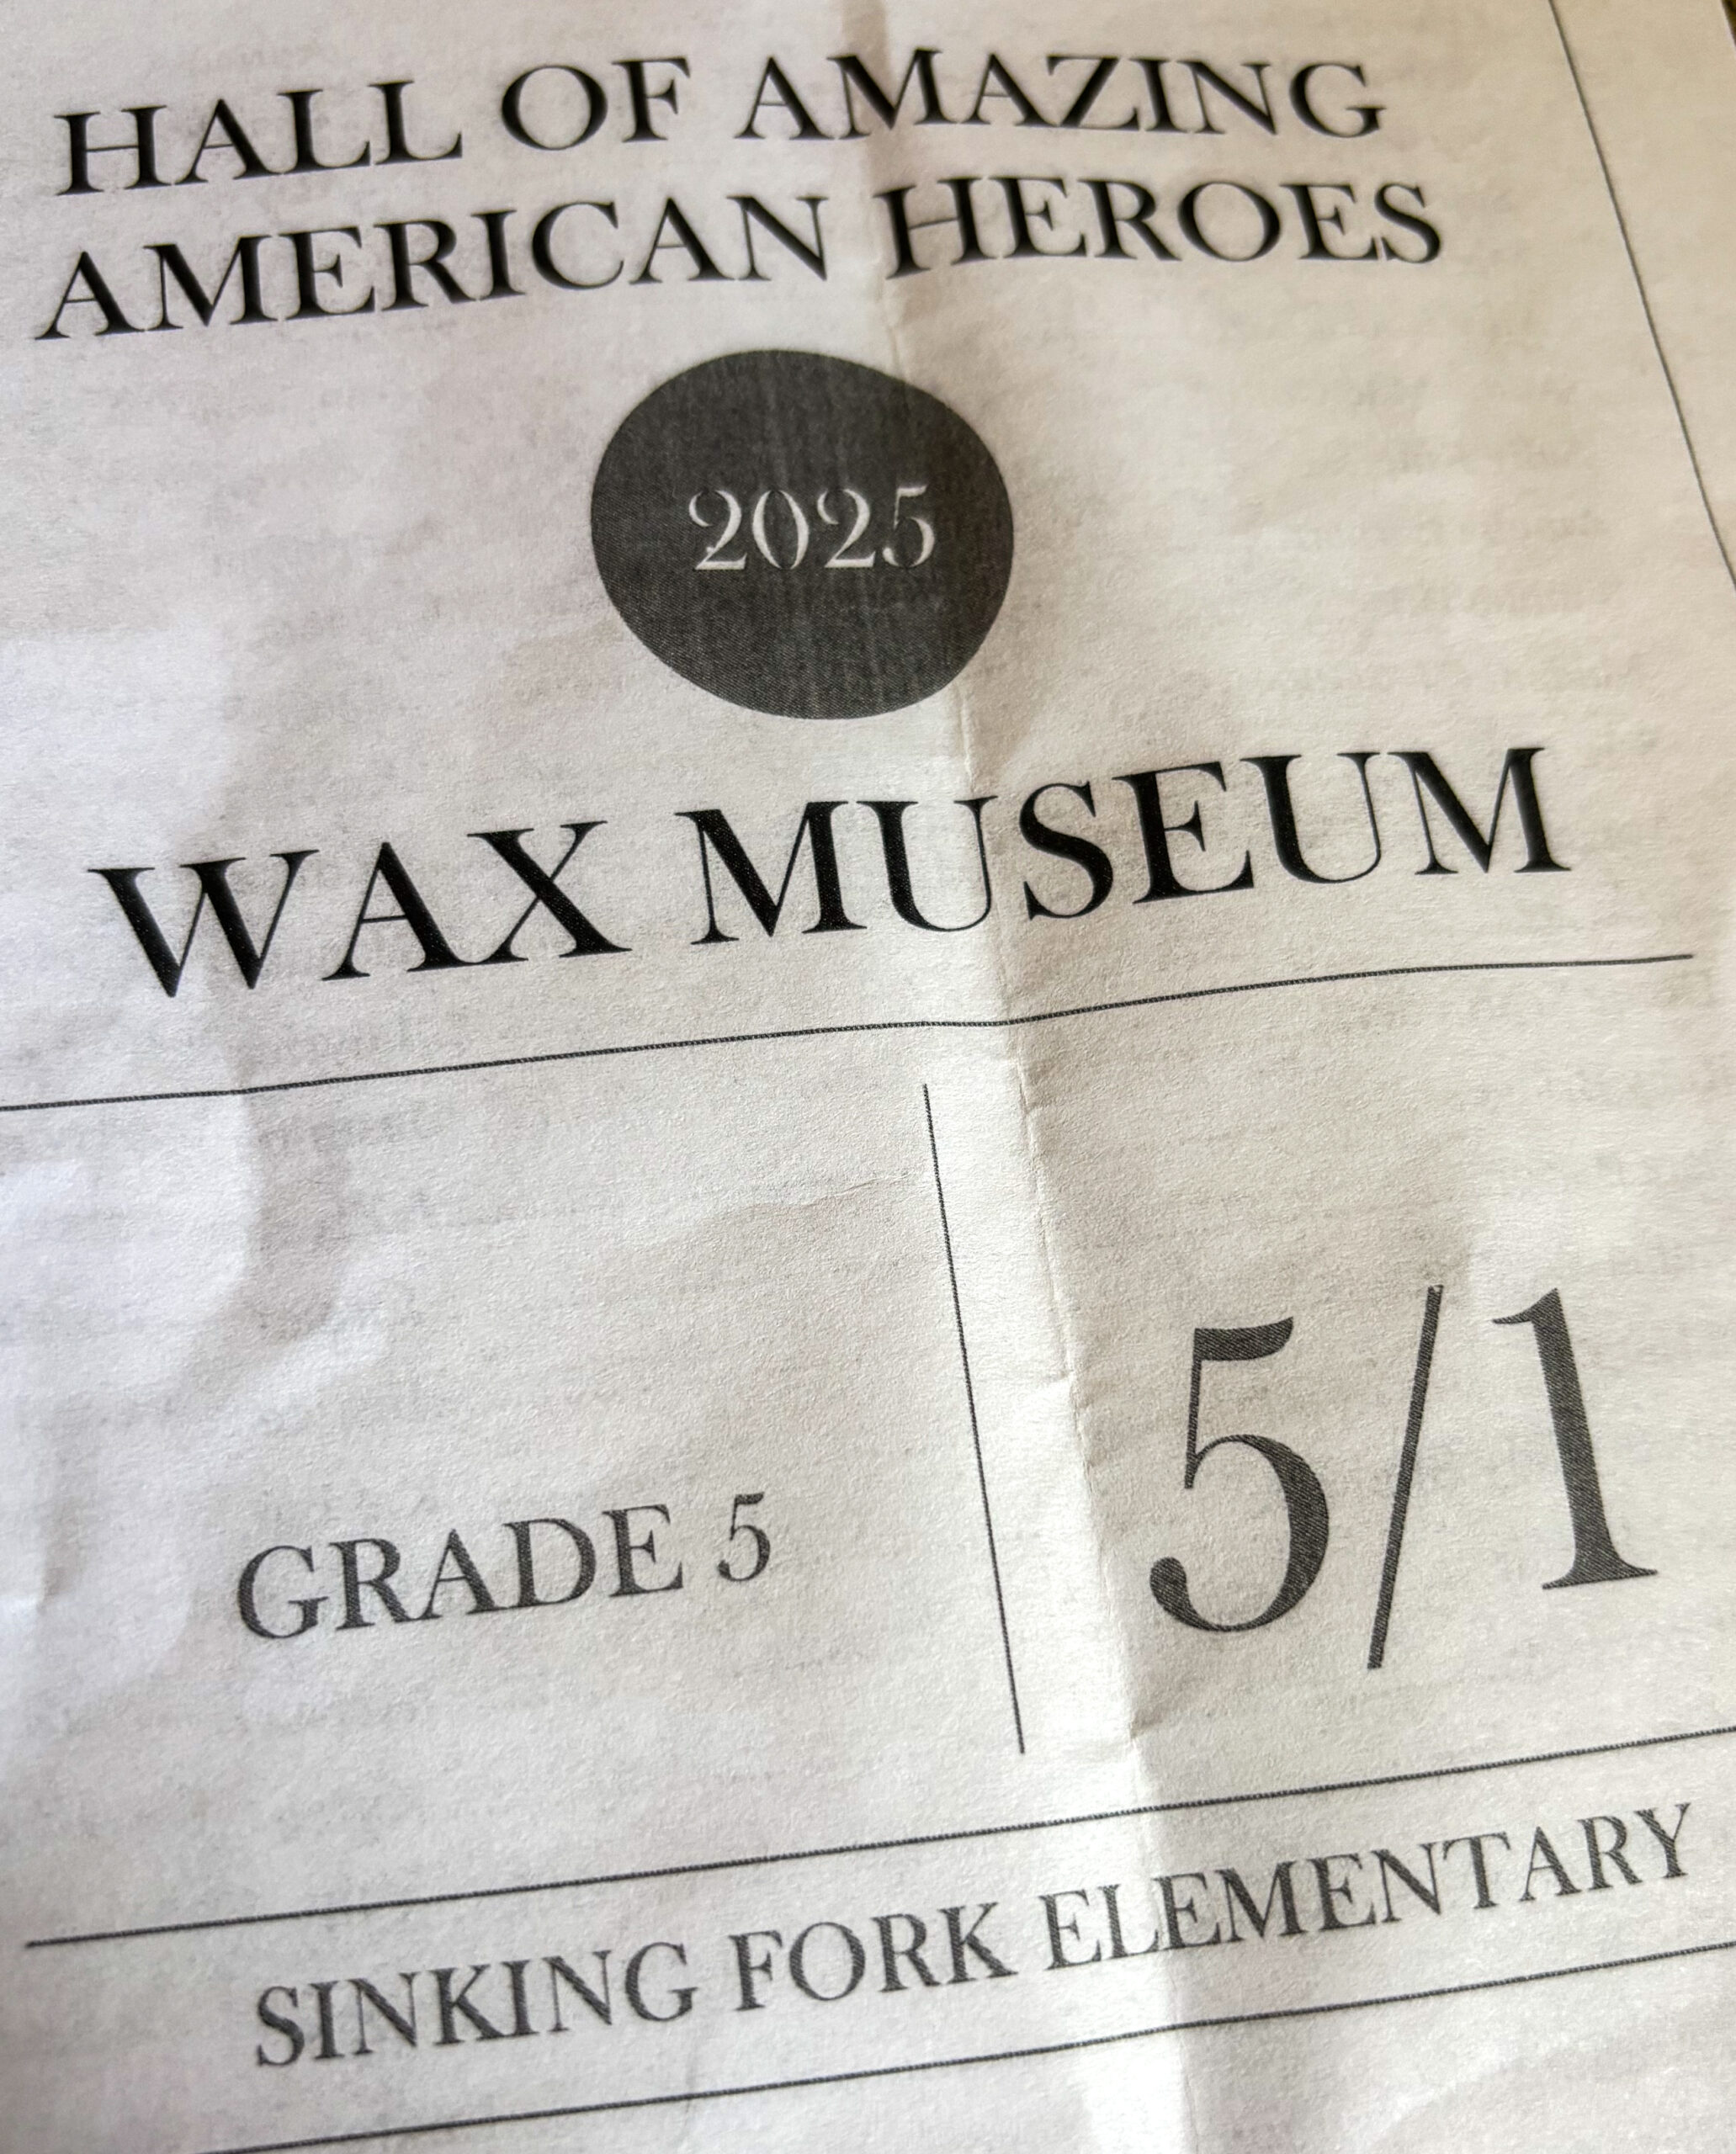 HALL OF AMAZING
AMERICAN HEROES
2025
WAX MUSEUM
GRADE 5
5/1
SINKING FORK ELEMENTARY